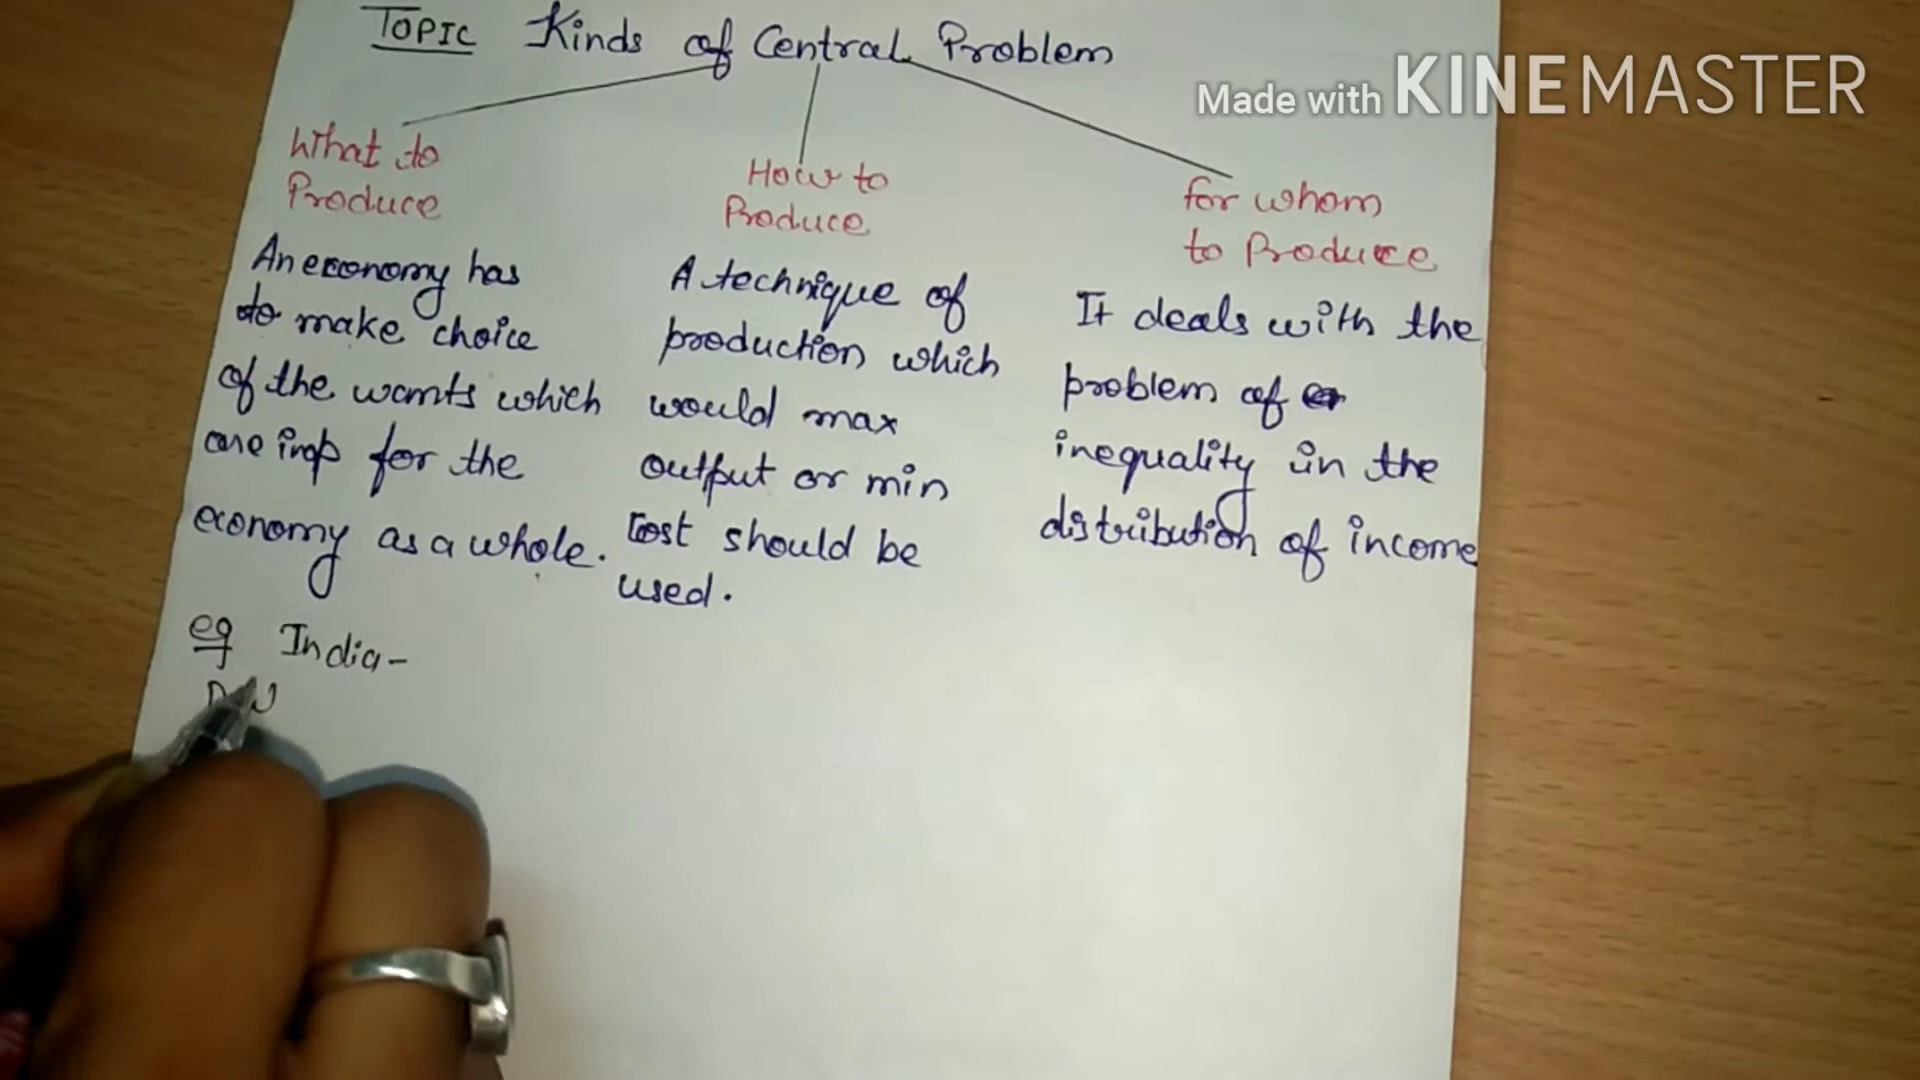 TOPIC Kinds of Central Problem
Made with KINEMASTER
What to
Produce
An economy has
to make choice
of the wants which
are imp for the
economy as a whole.
eg India-
How to
Produce
A technique of
production which
would max
output or min
cost should be
used.
for whom
to Produce
It deals with the
problem of
inequality in the
distribution of income